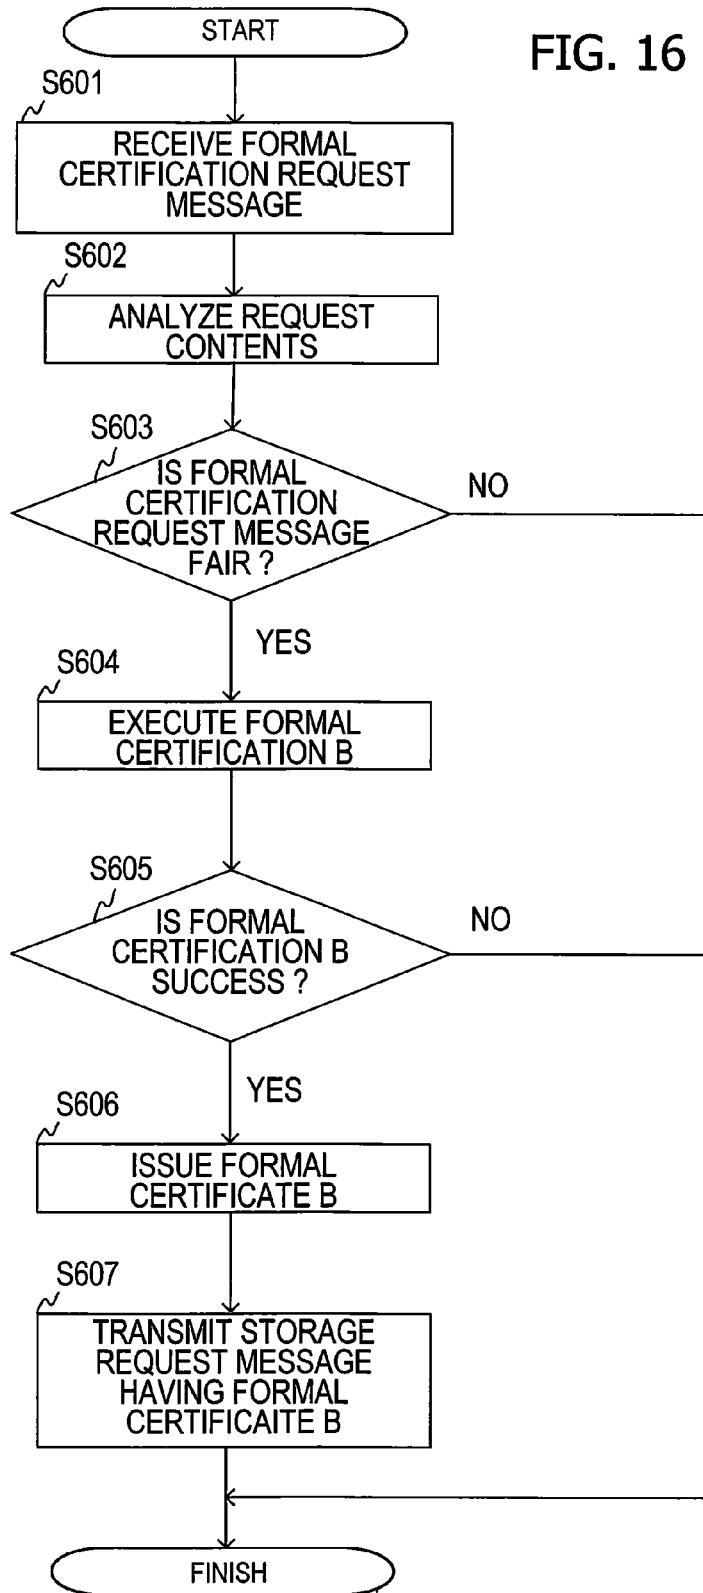 START
FIG. 16
S601
RECEIVE FORMAL
CERTIFICATION REQUEST
MESSAGE
S602
ANALYZE REQUEST
CONTENTS
S603
IS FORMAL
CERTIFICATION
REQUEST MESSAGE
FAIR ?
NO
YES
S604
EXECUTE FORMAL
CERTIFICATION B
S605
IS FORMAL
CERTIFICATION B
SUCCESS ?
NO
YES
S606
ISSUE FORMAL
CERTIFICATE B
S607
TRANSMIT STORAGE
REQUEST MESSAGE
HAVING FORMAL
CERTIFICAITE B
FINISH